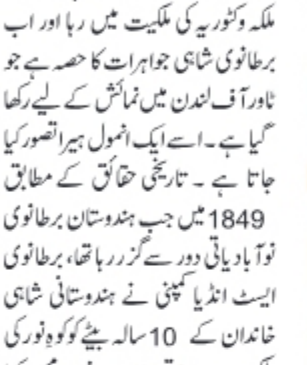 ملکہ وکٹوریہ کی ملکیت میں رہا اور اب
برطانوی شاہی جواہرات کا حصہ ہے جو
ٹاور آف لندن میں نمائش کے لیے رکھا
گیا ہے۔ اسے ایک انمول ہیرا تصور کیا
جاتا ہے ۔ تاریخی حقائق کے مطابق
1849 میں جب ہندوستان برطانوی
نوآبادیاتی دور سے گزر رہا تھا، برطانوی
ایسٹ انڈیا کمپنی نے ہندوستانی شاہی
خاندان کے 10 سالہ بیٹے کو کوہ نور کی